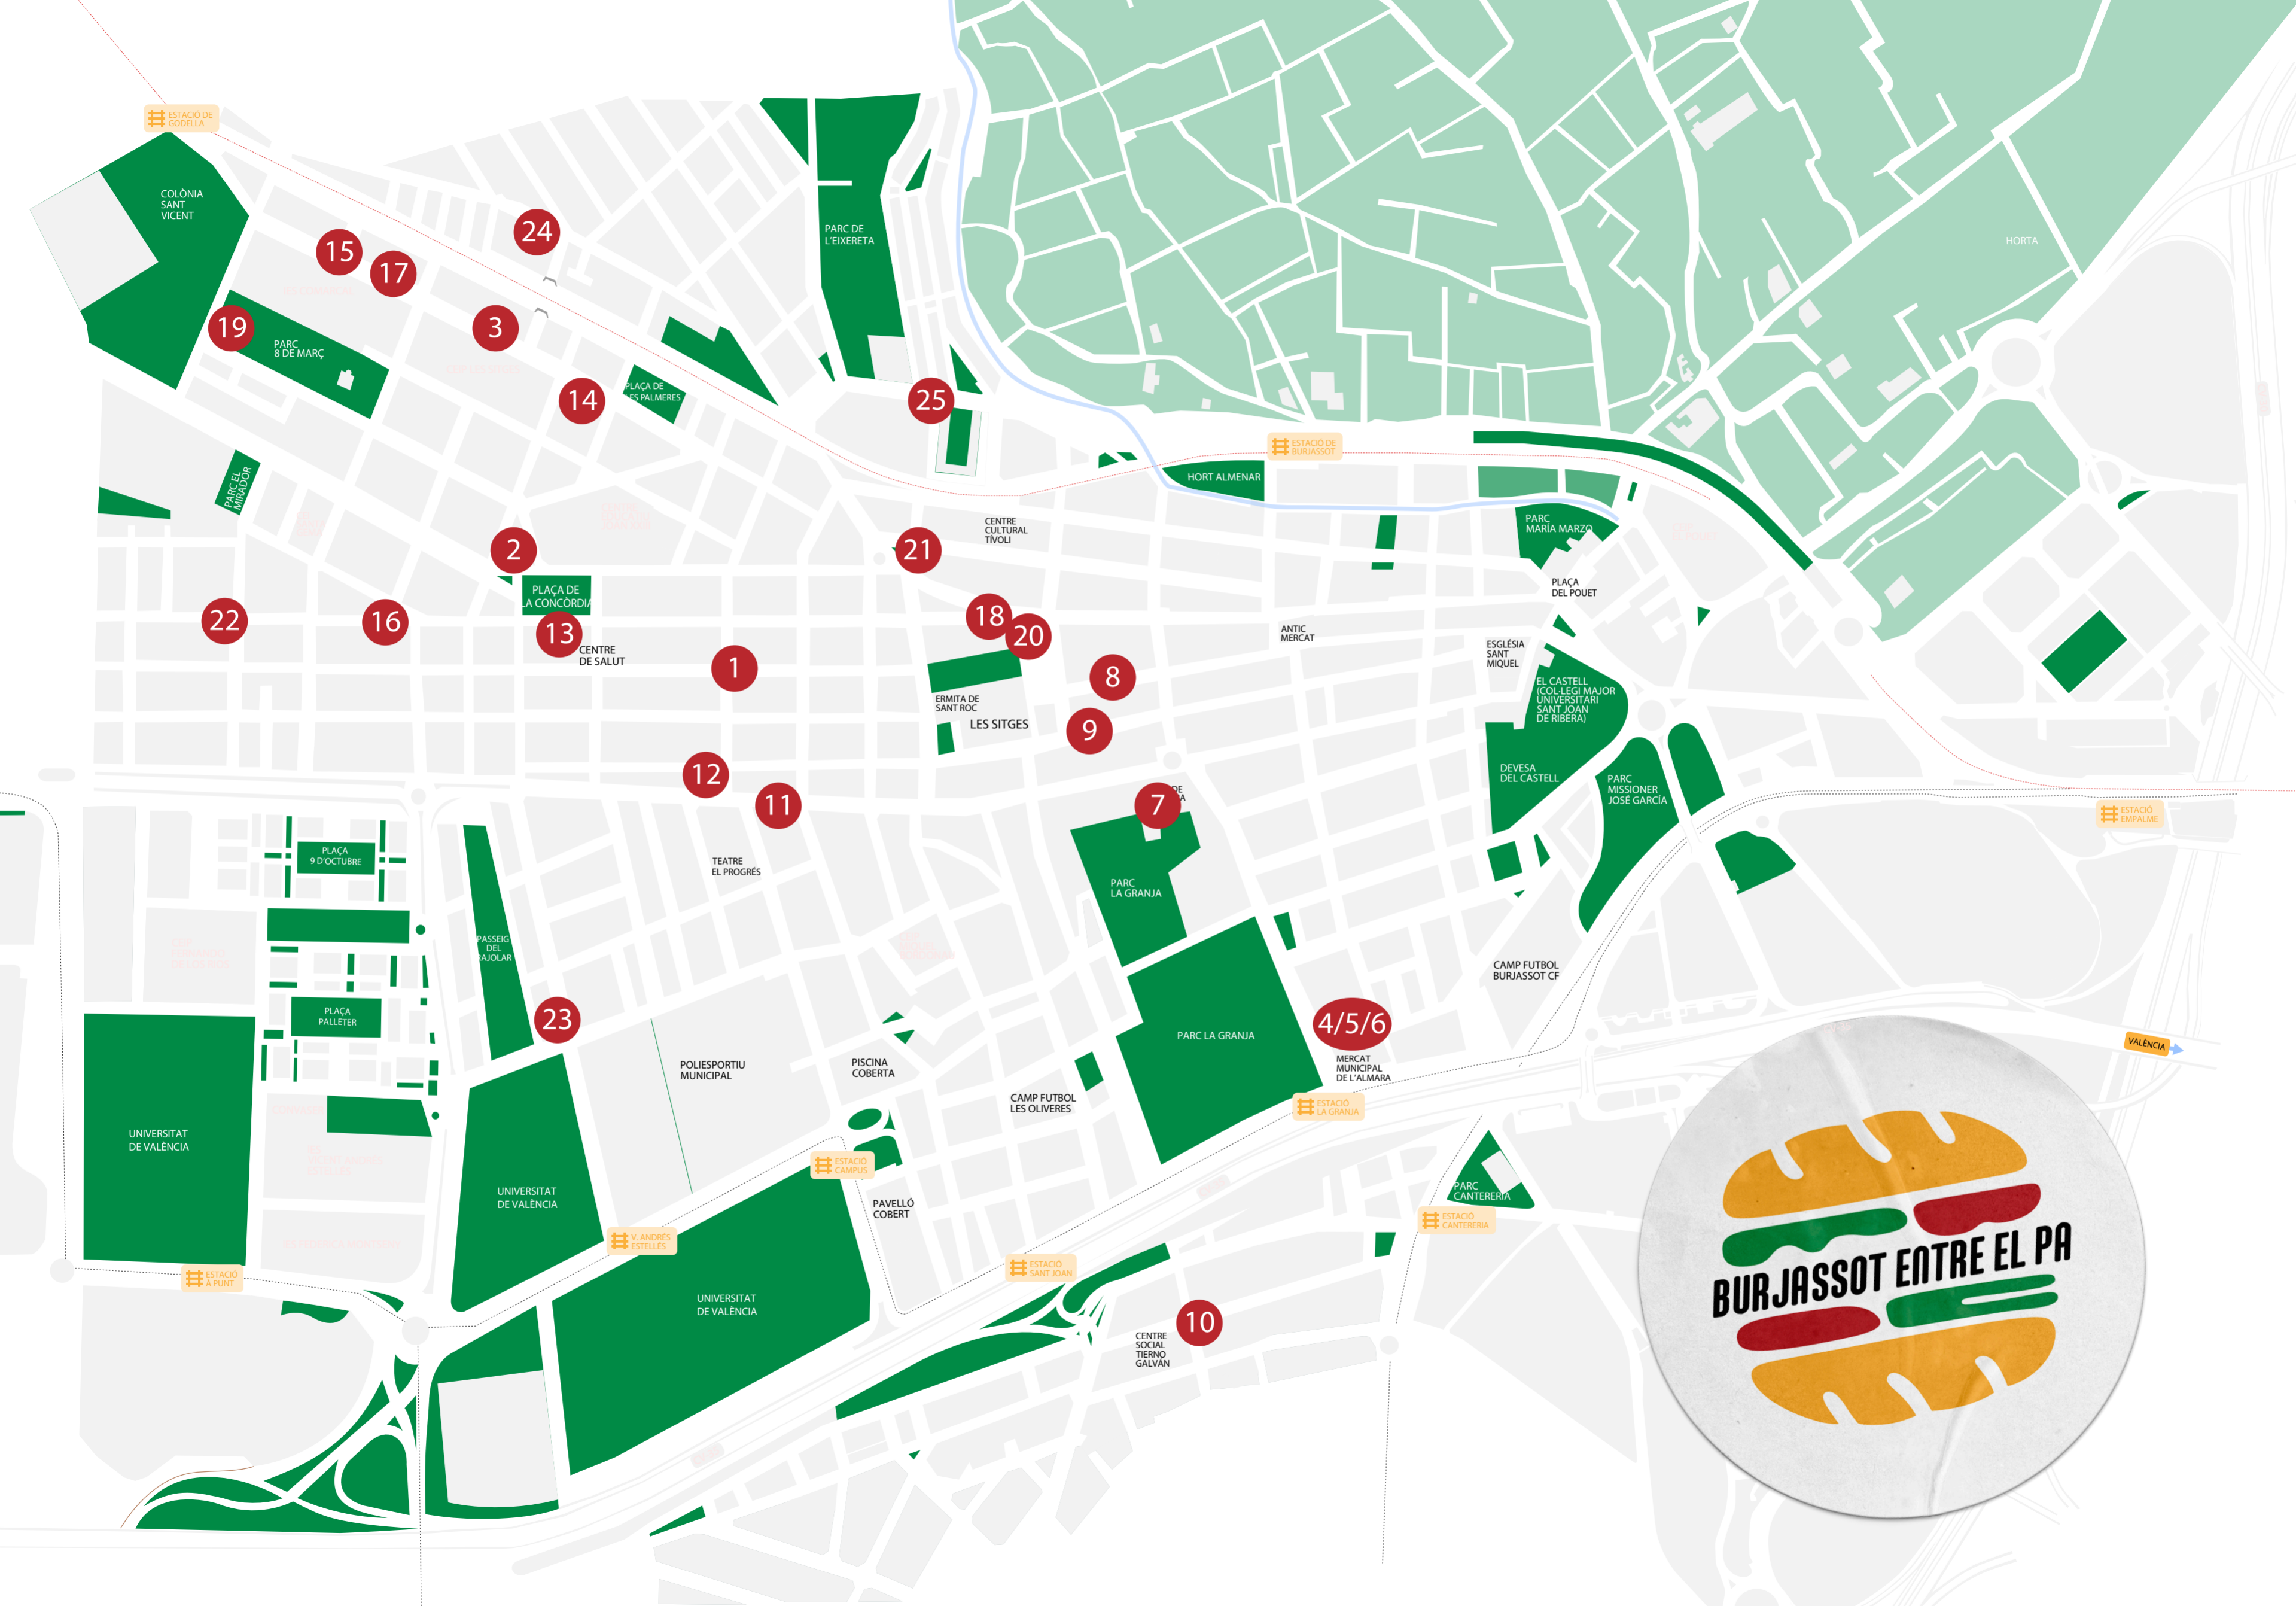 ESTACIÓ DE
GODELLA
COLÒNIA
SANT
VICENT
24
15
17
PARC DE
L'EIXERETA
HORTA
19
3
PARC
8 DE MARÇ
14
PLAÇA DE
LES PALMERES
25
ESTACIÓ DE
BURJASSOT
HORT ALMENAR
PARC EL
MIRADOR
PARC
MARÍA MARZO
CENTRE
CULTURAL
TÍVOLI
2
21
PLAÇA
DEL POUET
PLAÇA DE
LA CONCÒRDIA
22
16
13
18
20
ANTIC
MERCAT
CENTRE
DE SALUT
1
8
ESGLÉSIA
SANT
MIQUEL
EL CASTELL
(COL·LEGI MAJOR
UNIVERSITARI
SANT JOAN
DE RIBERA)
ERMITA DE
SANT ROC
LES SITGES
9
12
11
7
DE
DEVESA
DEL CASTELL
PARC
MISSIONER
JOSÉ GARCÍA
ESTACIÓ
EMPALME
PLAÇA
9 D'OCTUBRE
TEATRE
EL PROGRÉS
PARC
LA GRANJA
PASSEIG
DEL
RAJOLAR
CAMP FUTBOL
BURJASSOT CF
PLAÇA
PALLETER
23
4/5/6
PARC LA GRANJA
VALÈNCIA
POLIESPORTIU
MUNICIPAL
PISCINA
COBERTA
MERCAT
MUNICIPAL
DE L'ALMARA
CAMP FUTBOL
LES OLIVERES
ESTACIÓ
LA GRANJA
UNIVERSITAT
DE VALÈNCIA
ESTACIÓ
CAMPUS
UNIVERSITAT
DE VALÈNCIA
PAVELLÓ
COBERT
PARC
CANTERERIA
ESTACIÓ
CANTERERIA
V. ANDRÉS
ESTELLÉS
ESTACIÓ
SANT JOAN
ESTACIÓ
À PUNT
UNIVERSITAT
DE VALÈNCIA
10
CENTRE
SOCIAL
TIERNO
GALVÁN
BURJASSOT ENTRE EL PA